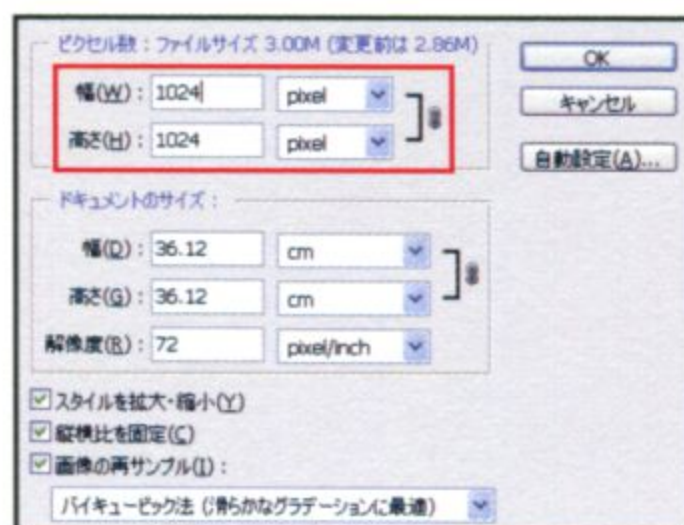 ピクセル数：ファイルサイズ 3.00M (変更前は 2.86M)
幅(W)：1024 pixel
高さ(H)：1024 pixel
OK
キャンセル
自動設定(A)...
ドキュメントのサイズ：
幅(D)：36.12 cm
高さ(G)：36.12 cm
解像度(R)：72 pixel/inch
スタイルを拡大・縮小(Y)
縦横比を固定(C)
画像の再サンプル(I)：
バイキュービック法 (滑らかなグラデーションに最適)